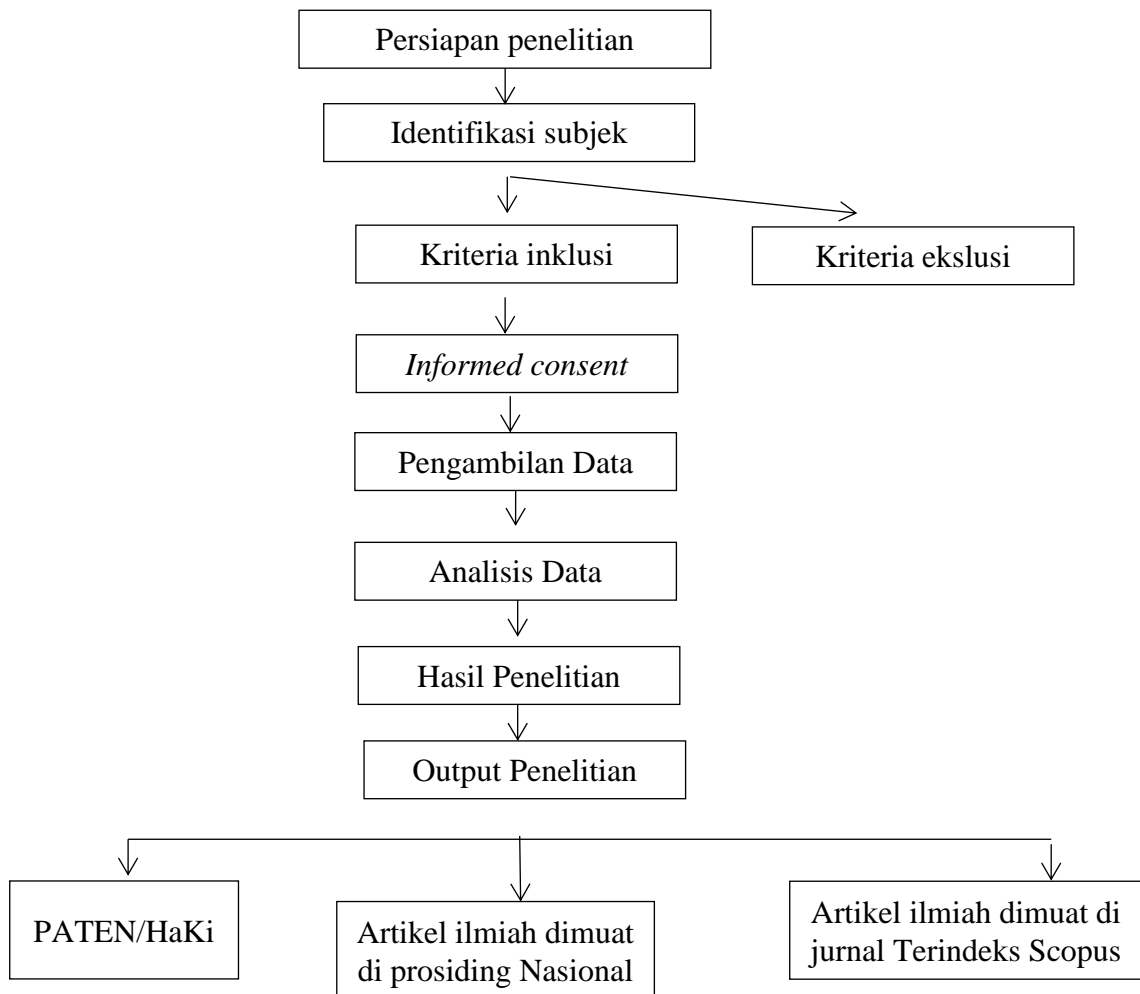 Persiapan penelitian
Identifikasi subjek
Kriteria inklusi
Kriteria ekslusi
Informed consent
Pengambilan Data
Analisis Data
Hasil Penelitian
Output Penelitian
PATEN/HaKi
Artikel ilmiah dimuat
di prosiding Nasional
Artikel ilmiah dimuat di
jurnal Terindeks Scopus